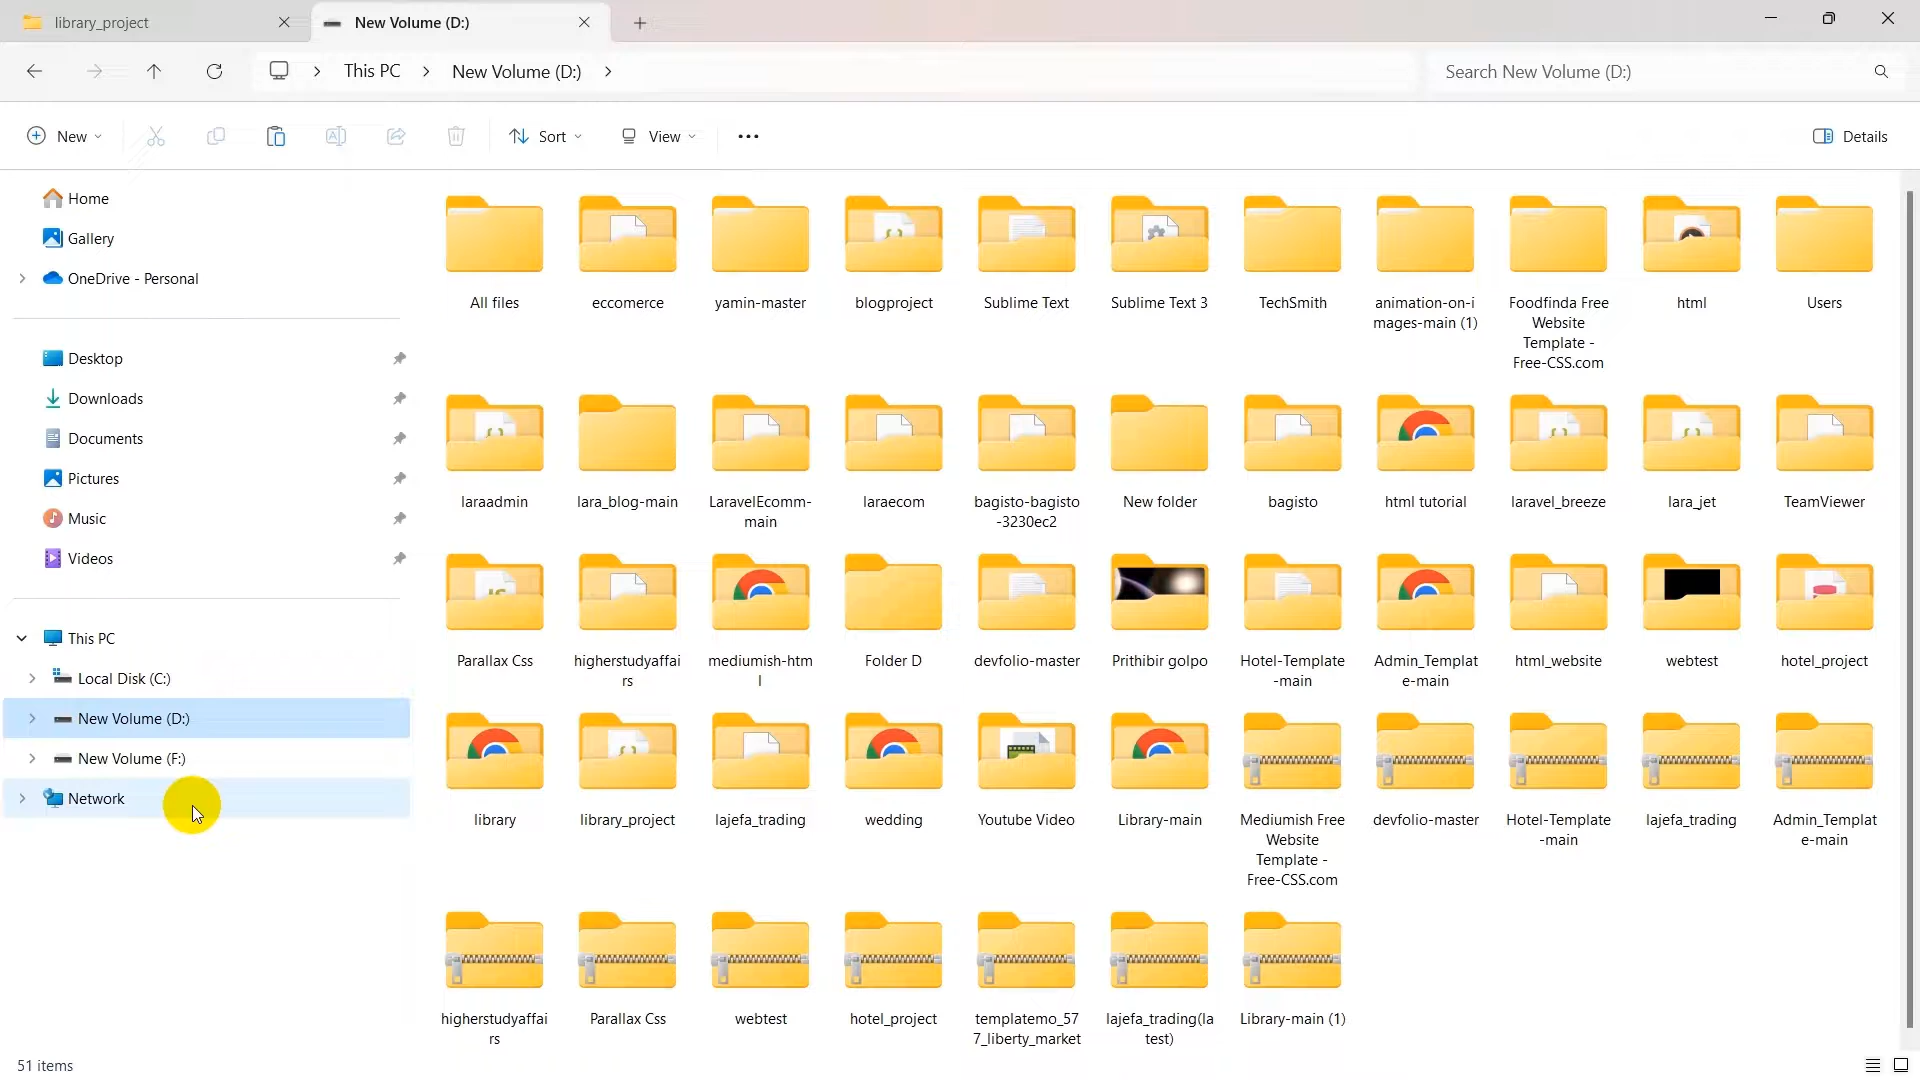 library_project
New Volume (D:)
This PC
New Volume (D:)
Search New Volume (D:)
New
Sort
View
Details
Home
Gallery
OneDrive - Personal
Desktop
Downloads
Documents
Pictures
Music
Videos
This PC
Local Disk (C:)
New Volume (D:)
New Volume (F:)
Network
All files
eccomerce
yamin-master
blogproject
Sublime Text
Sublime Text 3
TechSmith
animation-on-i
mages-main (1)
Foodfinda Free
Website
Template -
Free-CSS.com
html
Users
laraadmin
lara_blog-main
LaravelEcomm-
main
laraecom
bagisto-bagisto
-3230ec2
New folder
bagisto
html tutorial
laravel_breeze
lara_jet
TeamViewer
Parallax Css
higherstudyaffai
rs
mediumish-htm
l
Folder D
devfolio-master
Prithibir golpo
Hotel-Template
-main
Admin_Templat
e-main
html_website
webtest
hotel_project
library
library_project
lajefa_trading
wedding
Youtube Video
Library-main
Mediumish Free
Website
Template -
Free-CSS.com
devfolio-master
Hotel-Template
-main
lajefa_trading
Admin_Templat
e-main
higherstudyaffai
rs
Parallax Css
webtest
hotel_project
templatemo_57
7_liberty_market
lajefa_trading(la
test)
Library-main (1)
51 items